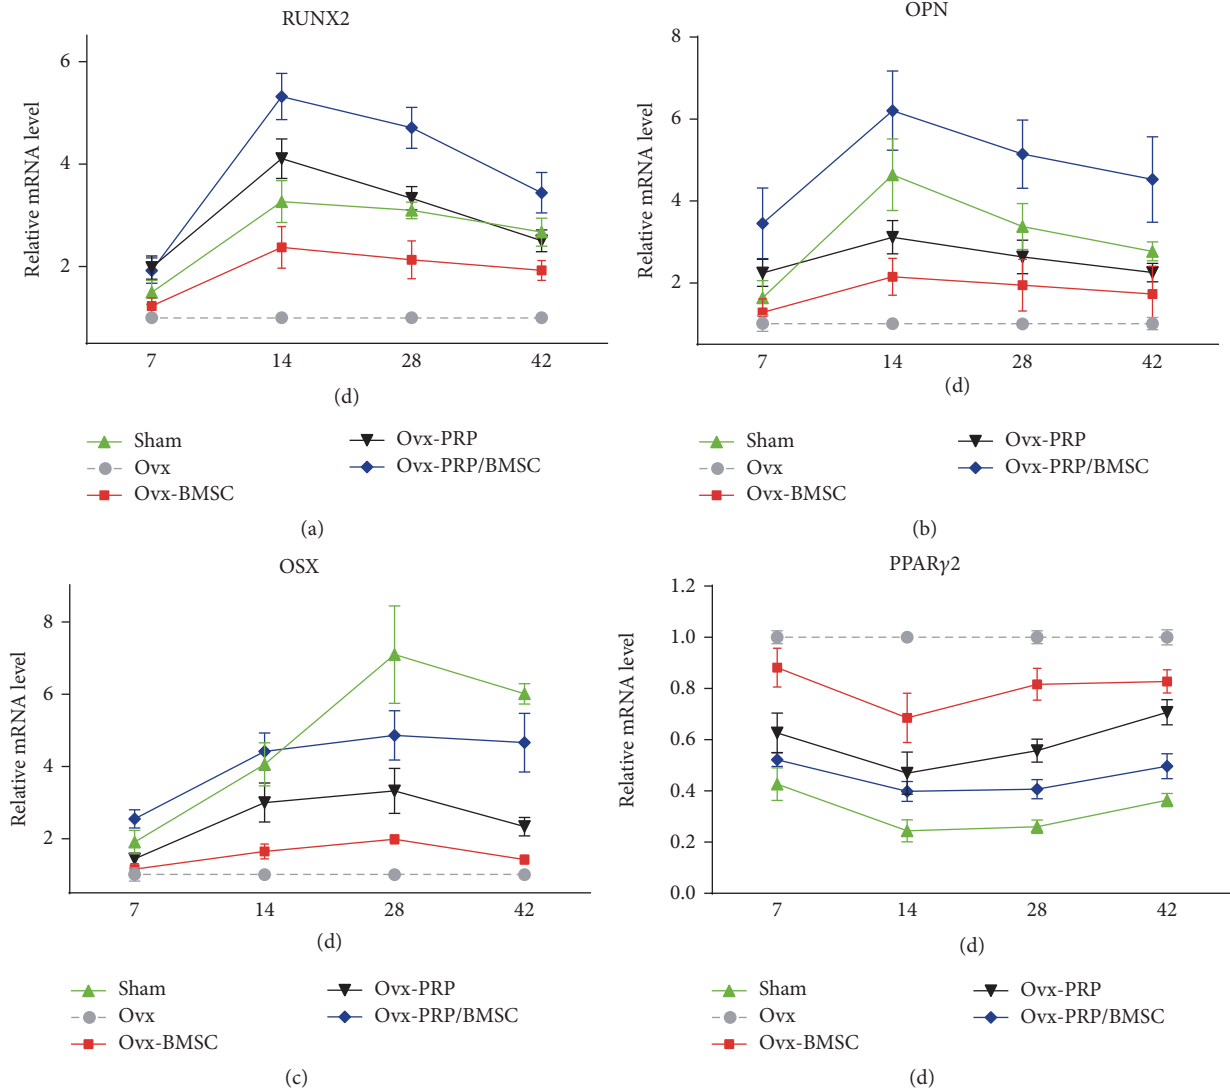 RUNX2
Relative mRNA level
6
4
2
7 14 28 42
(d)
Sham
Ovx
Ovx-BMSC
Ovx-PRP
Ovx-PRP/BMSC
(a)
OPN
Relative mRNA level
8
6
4
2
7 14 28 42
(d)
Sham
Ovx
Ovx-BMSC
Ovx-PRP
Ovx-PRP/BMSC
(b)
OSX
Relative mRNA level
8
6
4
2
7 14 28 42
(d)
Sham
Ovx
Ovx-BMSC
Ovx-PRP
Ovx-PRP/BMSC
(c)
PPARγ2
Relative mRNA level
1.2
1.0
0.8
0.6
0.4
0.2
0.0
7 14 28 42
(d)
Sham
Ovx
Ovx-BMSC
Ovx-PRP
Ovx-PRP/BMSC
(d)